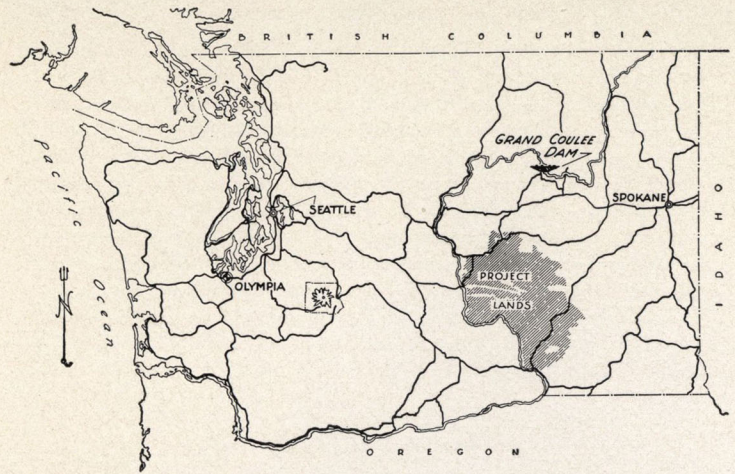 BRITISH COLUMBIA
GRAND COULEE
DAM
SPOKANE
SEATTLE
pacific
Ocean
OLYMPIA
PROJECT
LANDS
IDAHO
N
OREGON